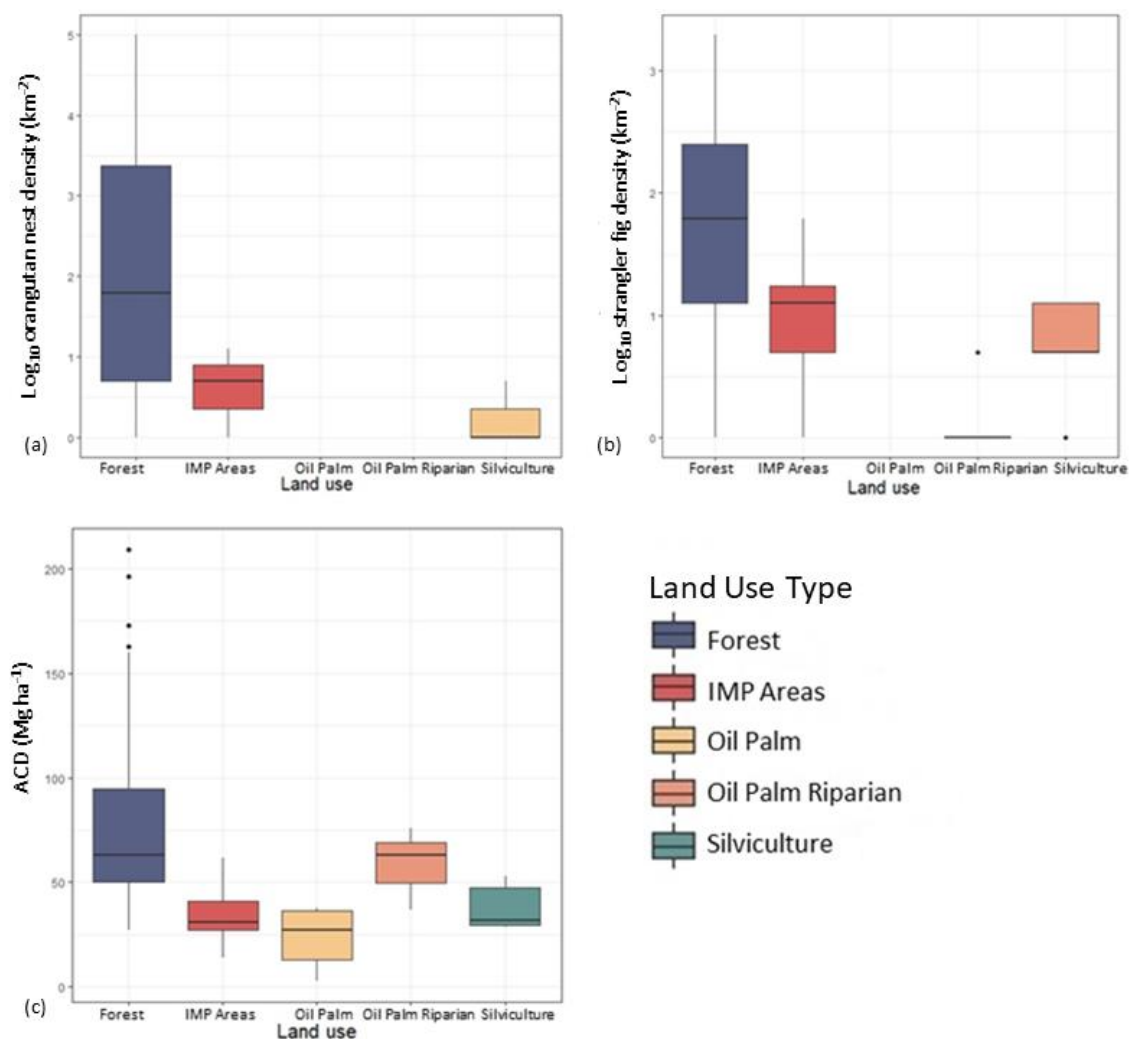 Log10 orangutan nest density (km-2)
5
4
3
2
1
0
(a)
Forest IMP Areas Oil Palm Oil Palm Riparian Silviculture
Land use
Log10 strangler fig density (km-2)
3
2
1
0
(b)
Forest IMP Areas Oil Palm Oil Palm Riparian Silviculture
Land use
ACD (Mg ha-1)
200
150
100
50
0
(c)
Forest IMP Areas Oil Palm Oil Palm Riparian Silviculture
Land use
Land Use Type
Forest
IMP Areas
Oil Palm
Oil Palm Riparian
Silviculture